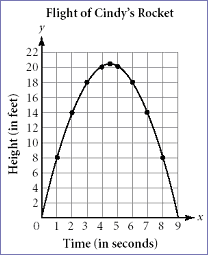 Flight of Cindy's Rocket
y
22
20
18
16
14
12
10
8
6
4
2
Height (in feet)
0 1 2 3 4 5 6 7 8 9 x
Time (in seconds)